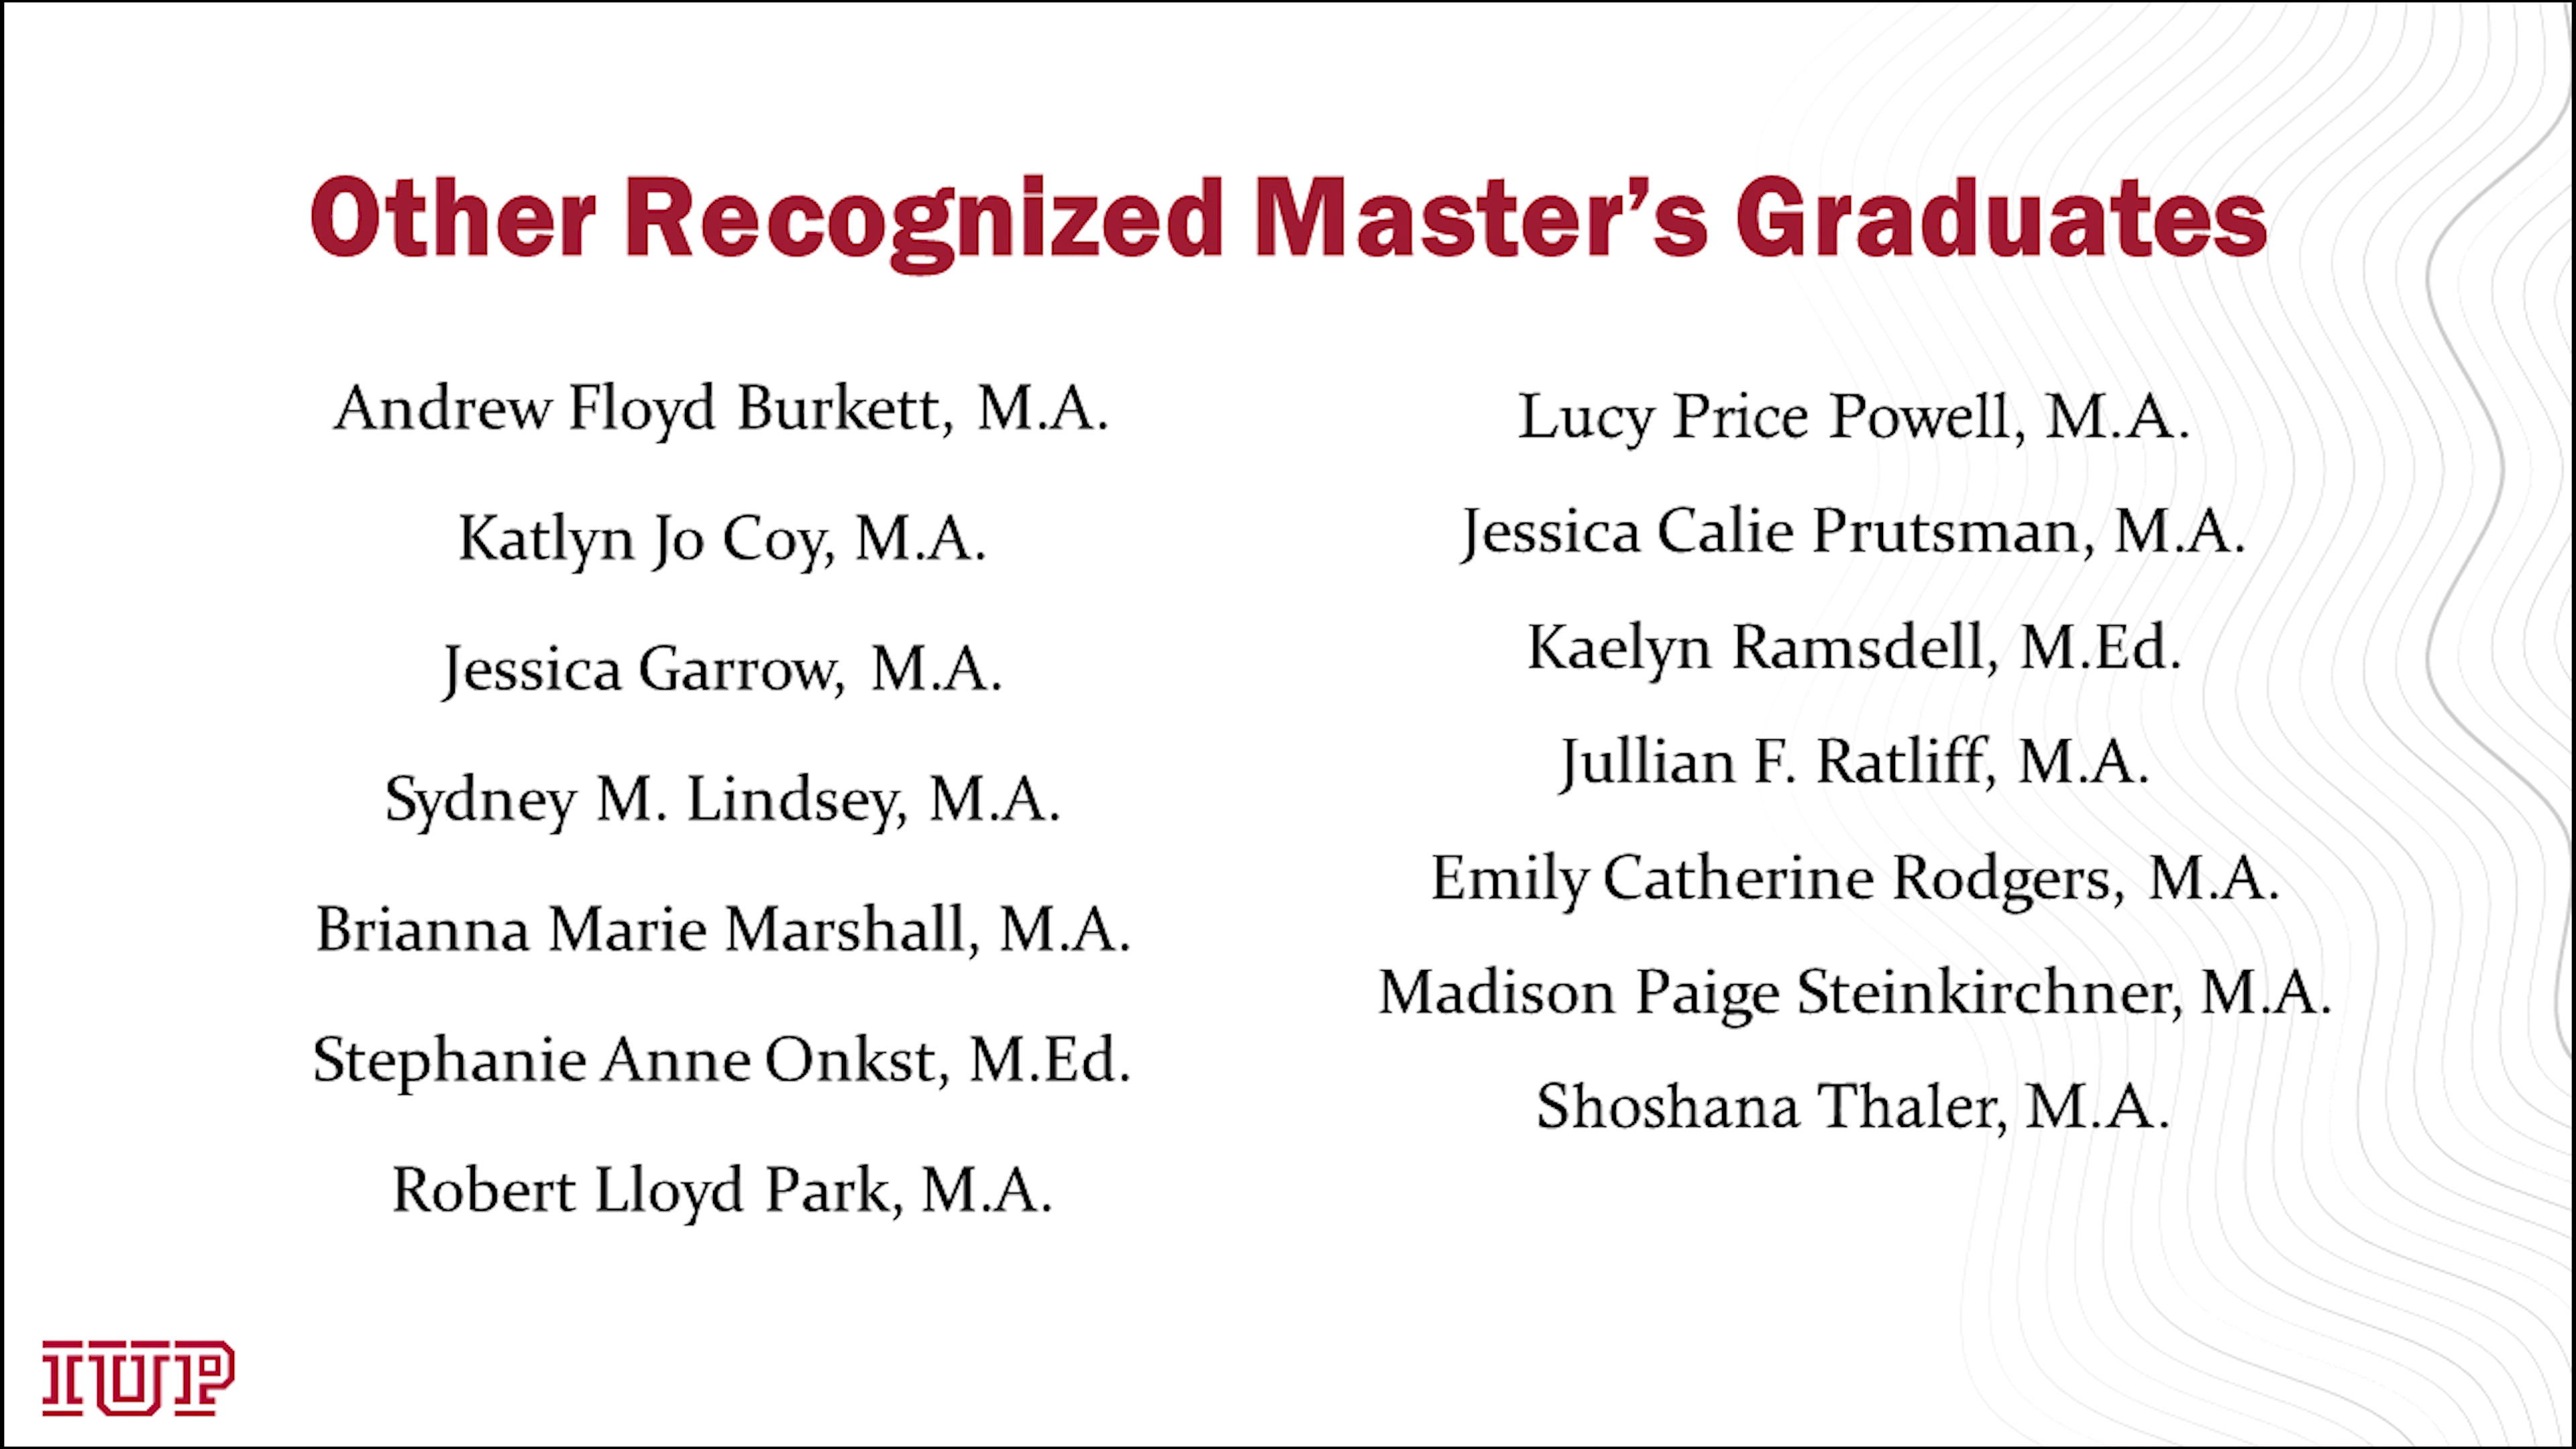 Other Recognized Master’s Graduates
Andrew Floyd Burkett, M.A.
Katlyn Jo Coy, M.A.
Jessica Garrow, M.A.
Sydney M. Lindsey, M.A.
Brianna Marie Marshall, M.A.
Stephanie Anne Onkst, M.Ed.
Robert Lloyd Park, M.A.
Lucy Price Powell, M.A.
Jessica Calie Prutsman, M.A.
Kaelyn Ramsdell, M.Ed.
Jullian F. Ratliff, M.A.
Emily Catherine Rodgers, M.A.
Madison Paige Steinkirchner, M.A.
Shoshana Thaler, M.A.
IUP